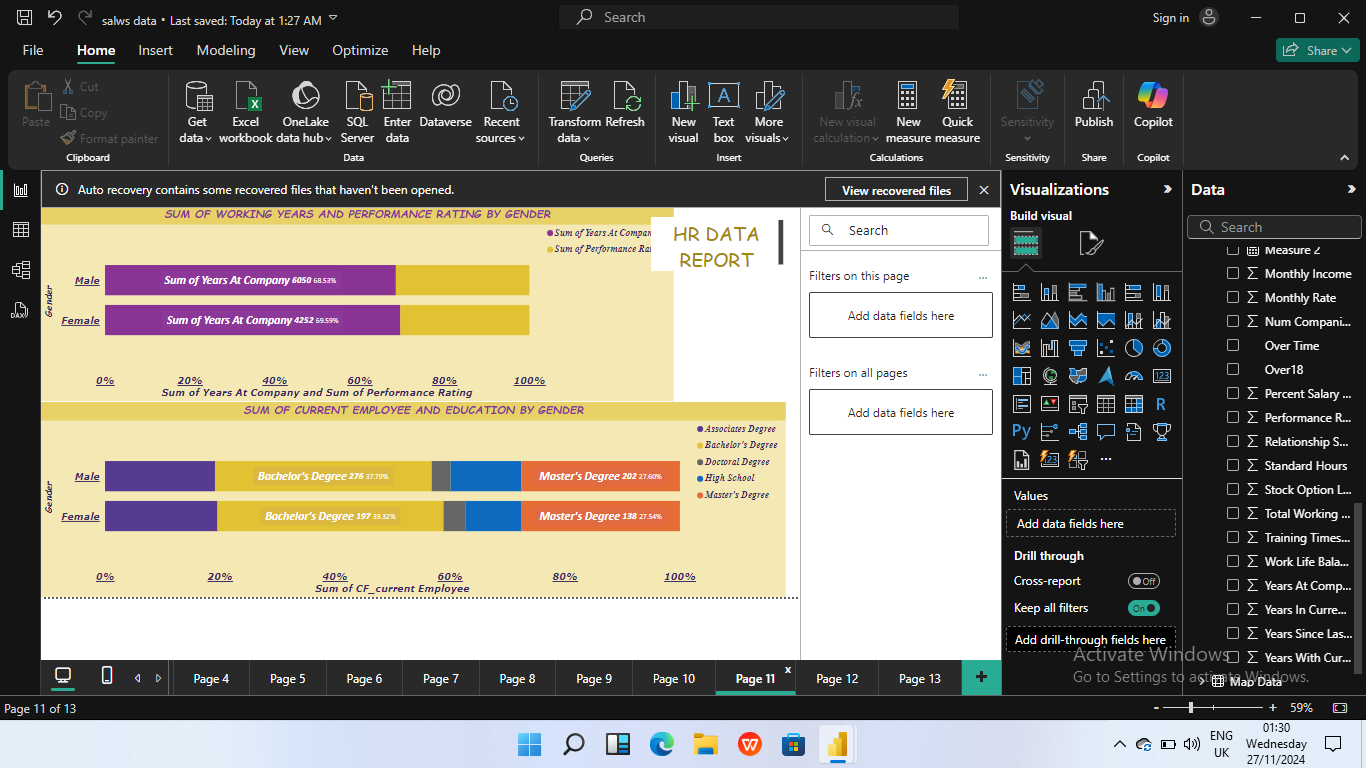 salws data • Last saved: Today at 1:27 AM
Search
Sign in
File Home Insert Modeling View Optimize Help
Share
Paste
Cut
Copy
Format painter
Clipboard
Get data
Excel workbook
OneLake data hub
SQL Server
Enter data
Dataverse
Recent sources
Data
Transform data
Refresh
Queries
New visual
Text box
More visuals
Insert
New visual calculation
New measure
Quick measure
Calculations
Sensitivity
Sensitivity
Publish
Share
Copilot
Copilot
Auto recovery contains some recovered files that haven't been opened.
View recovered files
SUM OF WORKING YEARS AND PERFORMANCE RATING BY GENDER
Sum of Years At Compan
Sum of Performance Ra
HR DATA
REPORT
Gender
Male
Sum of Years At Company 6050 68.53%
Female
Sum of Years At Company 4252 69.59%
0% 20% 40% 60% 80% 100%
Sum of Years At Company and Sum of Performance Rating
SUM OF CURRENT EMPLOYEE AND EDUCATION BY GENDER
Associates Degree
Bachelor's Degree
Doctoral Degree
High School
Master's Degree
Gender
Male
Bachelor's Degree 276 37.70%
Master's Degree 202 27.60%
Female
Bachelor's Degree 197 39.32%
Master's Degree 138 27.54%
0% 20% 40% 60% 80% 100%
Sum of CF_current Employee
Search
Filters on this page
...
Add data fields here
Filters on all pages
...
Add data fields here
Visualizations
Build visual
123
R
Py
123
...
Values
Add data fields here
Drill through
Cross-report
Off
Keep all filters
On
Add drill-through fields here
Data
Search
Measure 2
Monthly Income
Monthly Rate
Num Compani...
Over Time
Over18
Percent Salary ...
Performance R...
Relationship S...
Standard Hours
Stock Option L...
Total Working ...
Training Times...
Work Life Bala...
Years At Comp...
Years In Curre...
Years Since Las...
Years With Cur...
Map Data
Activate Windows
Go to Settings to activate Windows.
Page 4 Page 5 Page 6 Page 7 Page 8 Page 9 Page 10 Page 11 x Page 12 Page 13 +
Page 11 of 13
- + 59%
ENG
UK
01:30
Wednesday
27/11/2024